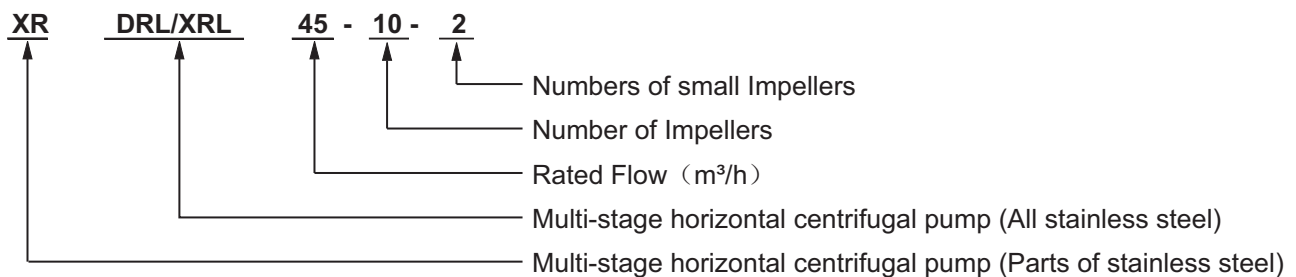 XR DRL/XRL 45 - 10 - 2
Numbers of small Impellers
Number of Impellers
Rated Flow（m³/h）
Multi-stage horizontal centrifugal pump (All stainless steel)
Multi-stage horizontal centrifugal pump (Parts of stainless steel)